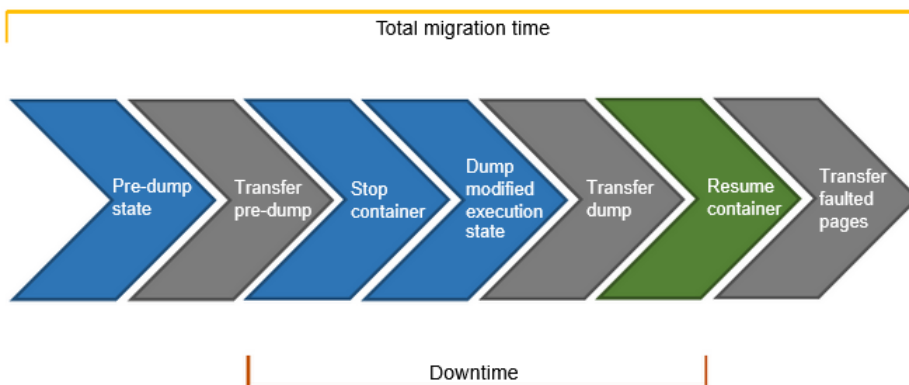 Total migration time
Pre-dump
state
Transfer
pre-dump
Stop
container
Dump
modified
execution
state
Transfer
dump
Resume
container
Transfer
faulted
pages
Downtime